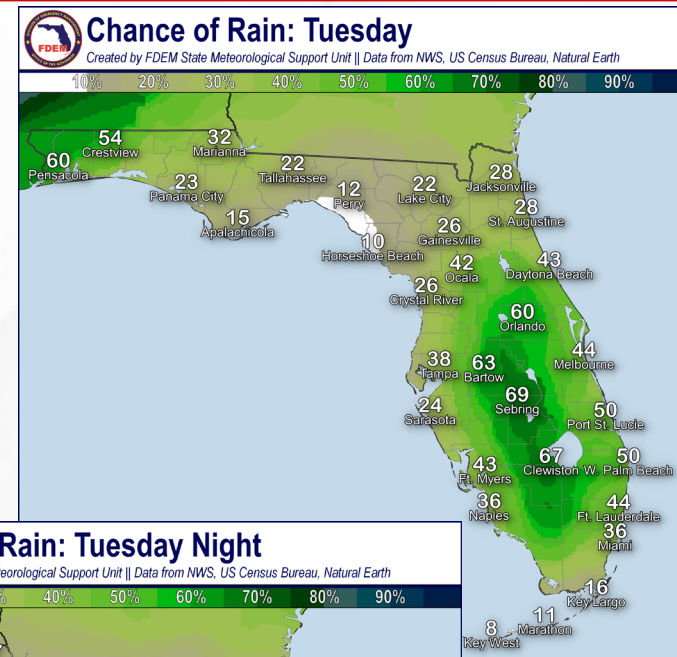 Chance of Rain: Tuesday
FDEM
Created by FDEM State Meteorological Support Unit || Data from NWS, US Census Bureau, Natural Earth
10% 20% 30% 40% 50% 60% 70% 80% 90%
54
Crestview
32
Marianna
60
Pensacola
22
Tallahassee
23
Panama City
12
Perry
22
Lake City
28
Jacksonville
15
Apalachicola
28
St. Augustine
26
Gainesville
10
Horseshoe Beach
42
Ocala
43
Daytona Beach
26
Crystal River
60
Orlando
38
Tampa
63
Bartow
44
Melbourne
69
Sebring
24
Sarasota
50
Port St. Lucie
43
Ft. Myers
67
Clewiston
50
W. Palm Beach
36
Naples
44
Ft. Lauderdale
36
Miami
16
Key Largo
11
Marathon
8
Key West
Rain: Tuesday Night
eorological Support Unit || Data from NWS, US Census Bureau, Natural Earth
% 40% 50% 60% 70% 80% 90%